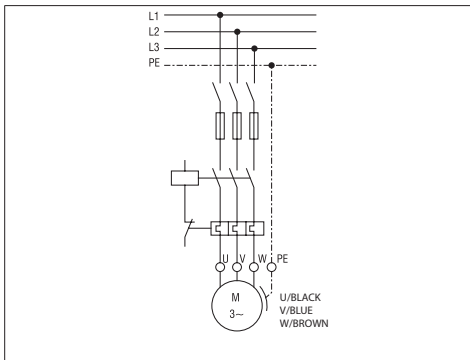 L1
L2
L3
PE
U V W PE
M
3~
U/BLACK
V/BLUE
W/BROWN